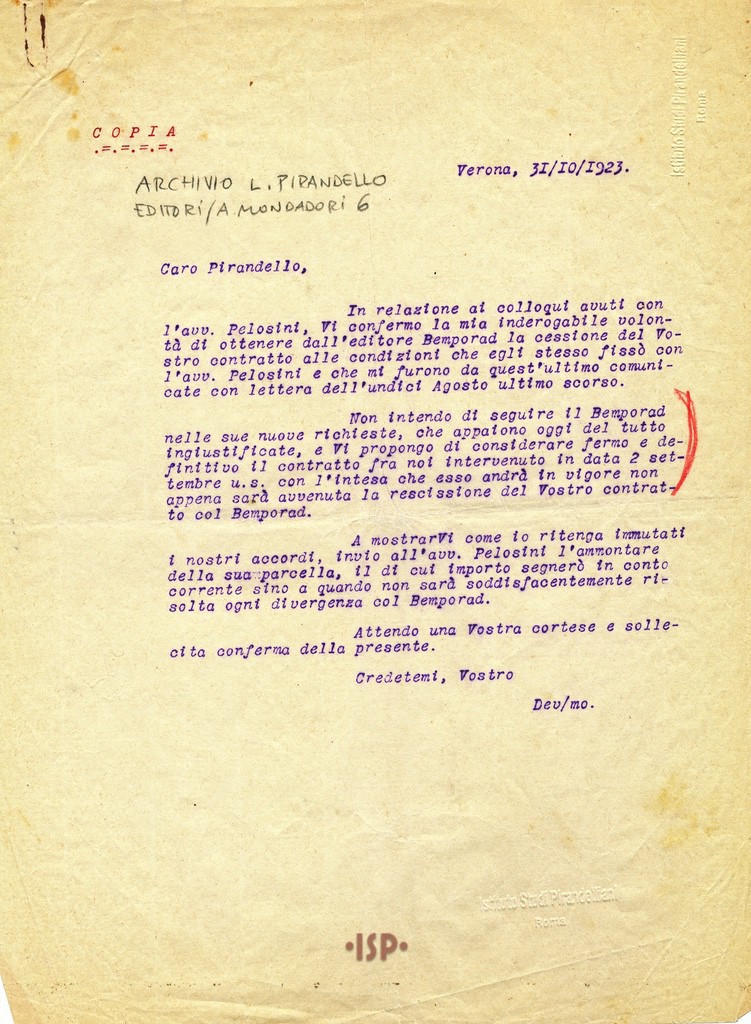 COPIA
.=.=.=.=.
Istituto Studi Pirandelliani
Roma
Verona, 31/10/1923.
ARCHIVIO L. PIRANDELLO
EDITORI/A. MONDADORI 6
Caro Pirandello,
In relazione ai colloqui avuti con
l'avv. Pelosini, Vi confermo la mia inderogabile volon-
tà di ottenere dall'editore Bemporad la cessione del Vo-
stro contratto alle condizioni che egli stesso fissò con
l'avv. Pelosini e che mi furono da quest'ultimo comuni-
cate con lettera dell'undici Agosto ultimo scorso.
Non intendo di seguire il Bemporad
nelle sue nuove richieste, che appaiono oggi del tutto
ingiustificate, e Vi propongo di considerare fermo e de-
finitivo il contratto fra noi intervenuto in data 2 set-
tembre u.s. con l'intesa che esso andrà in vigore non
appena sarà avvenuta la rescissione del Vostro contrat-
to col Bemporad.
A mostrarVi come io ritenga immutati
i nostri accordi, invio all'avv. Pelosini l'ammontare
della sua parcella, il di cui importo segnerò in conto
corrente sino a quando non sarà soddisfacentemente ri-
solta ogni divergenza col Bemporad.
Attendo una Vostra cortese e solle-
cita conferma della presente.
Credetemi, Vostro
Dev/mo.
Istituto Studi Pirandelliani
Roma
•ISP•